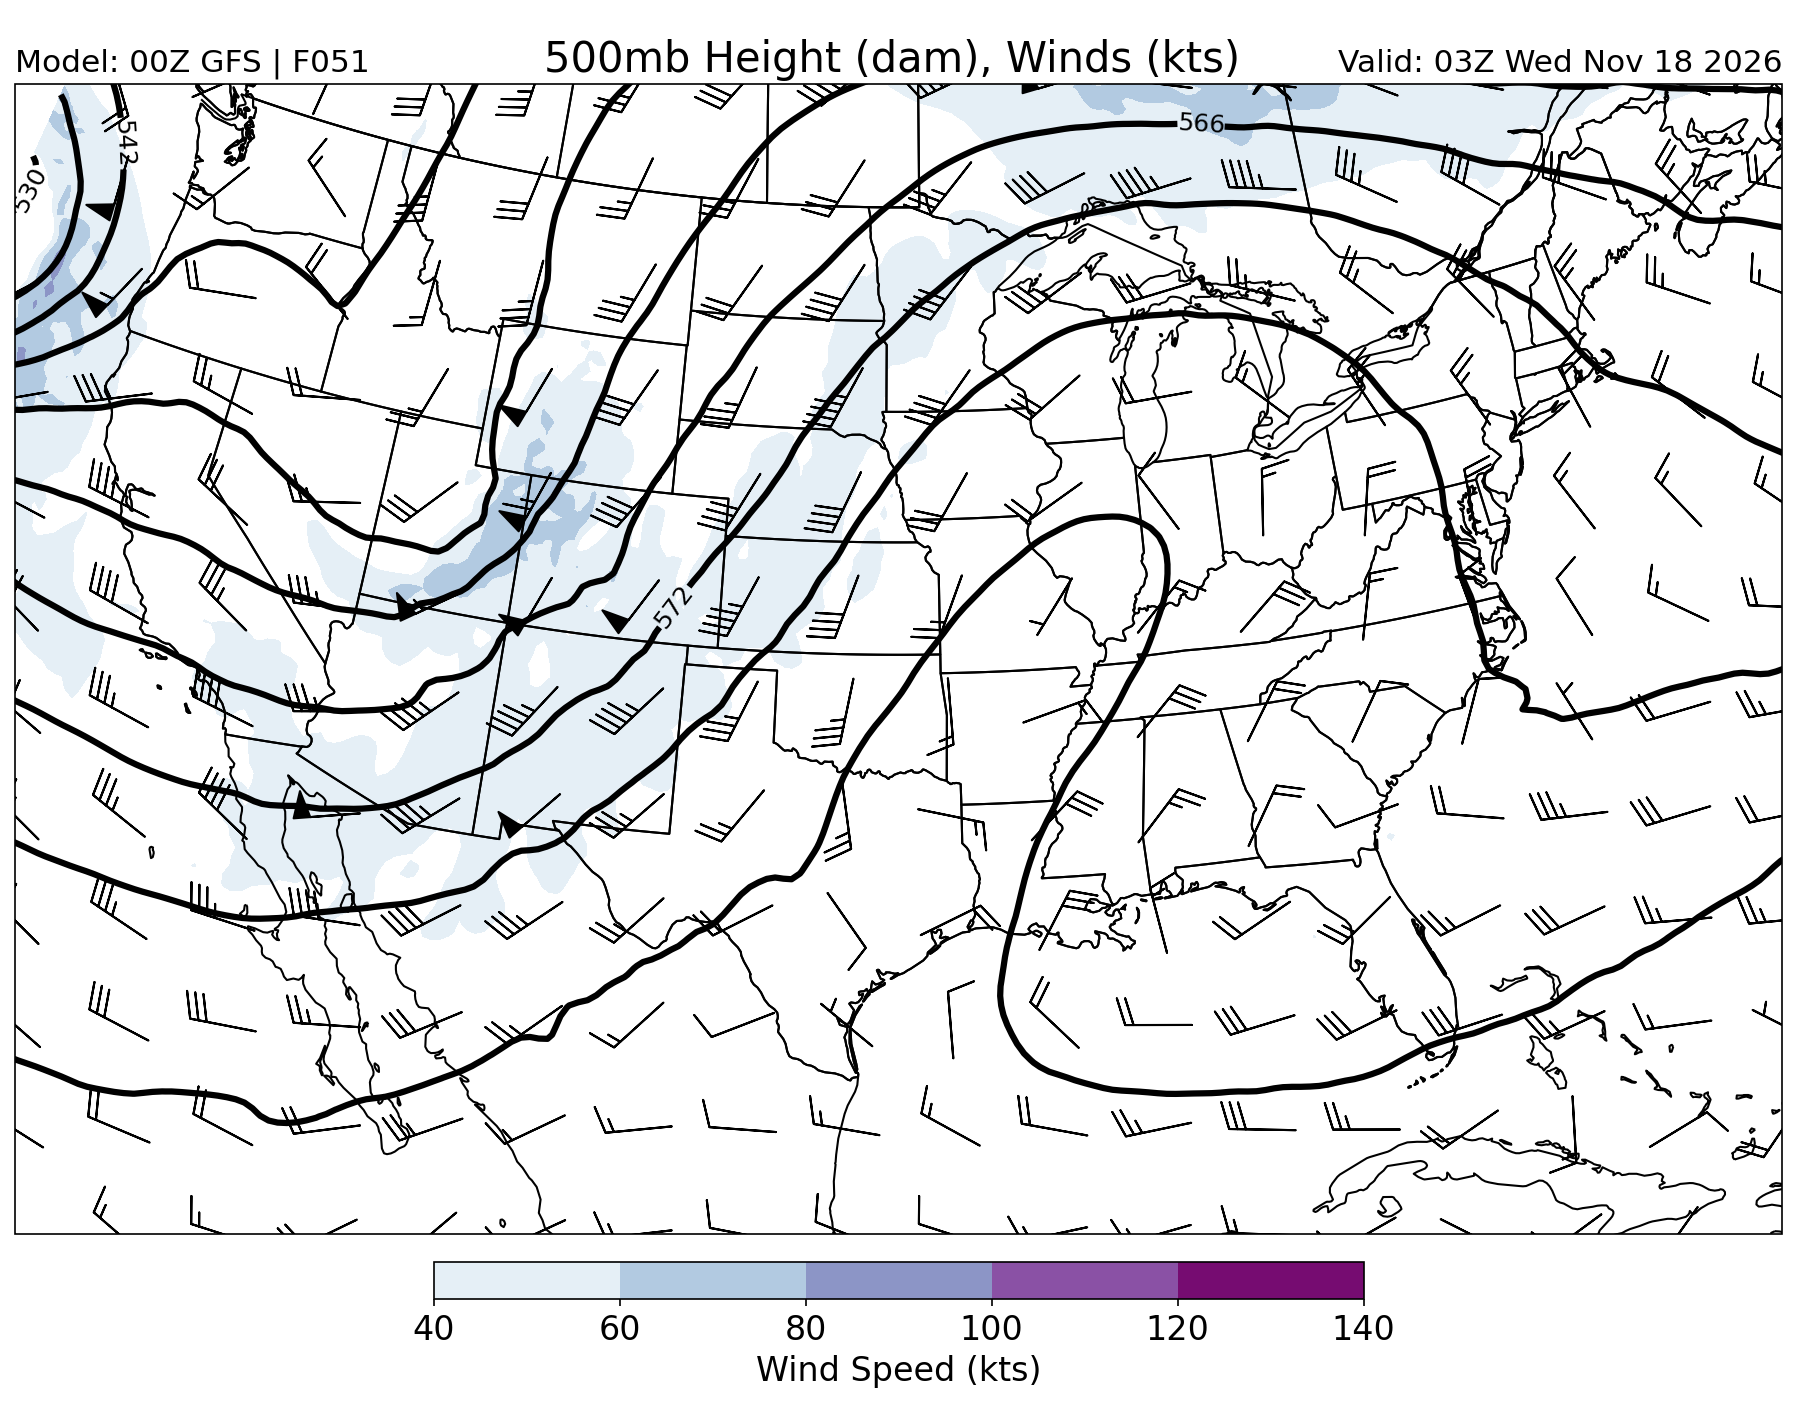 Model: 00Z GFS | F051
500mb Height (dam), Winds (kts)
Valid: 03Z Wed Nov 18 2026
542
530
566
572
40 60 80 100 120 140
Wind Speed (kts)